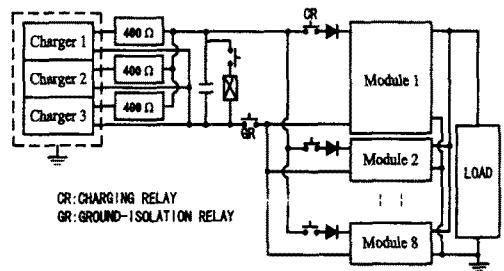 Charger 1
Charger 2
Charger 3
400 Ω
400 Ω
400 Ω
CR
GR
Module 1
Module 2
Module 8
LOAD
CR:CHARGING RELAY
GR:GROUND-ISOLATION RELAY